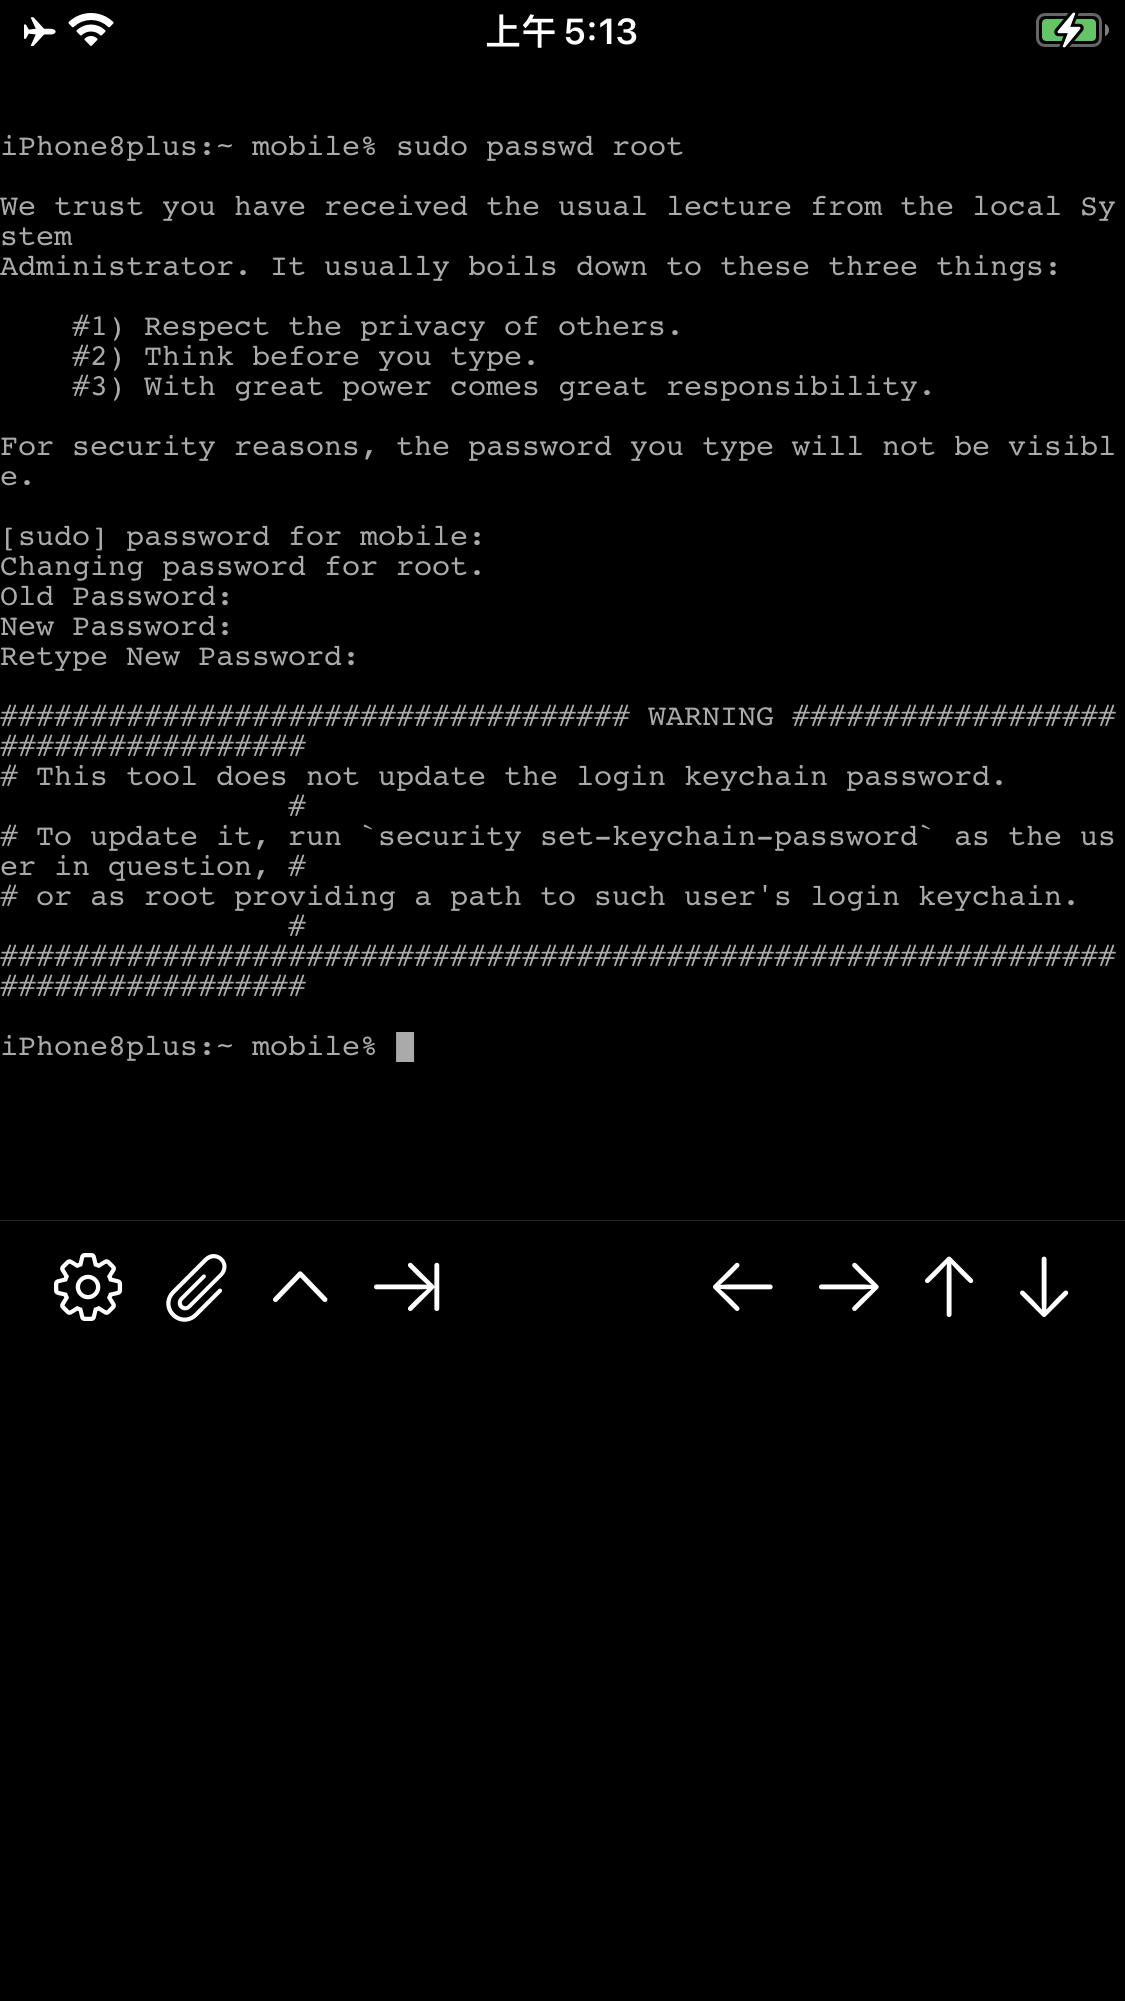 上午 5:13
iPhone8plus:~ mobile% sudo passwd root
We trust you have received the usual lecture from the local Sy
stem
Administrator. It usually boils down to these three things:
#1) Respect the privacy of others.
#2) Think before you type.
#3) With great power comes great responsibility.
For security reasons, the password you type will not be visibl
e.
[sudo] password for mobile:
Changing password for root.
Old Password:
New Password:
Retype New Password:
################################### WARNING ##################
#################
# This tool does not update the login keychain password.
#
# To update it, run `security set-keychain-password` as the us
er in question, #
# or as root providing a path to such user's login keychain.
#
##############################################################
#################
iPhone8plus:~ mobile%